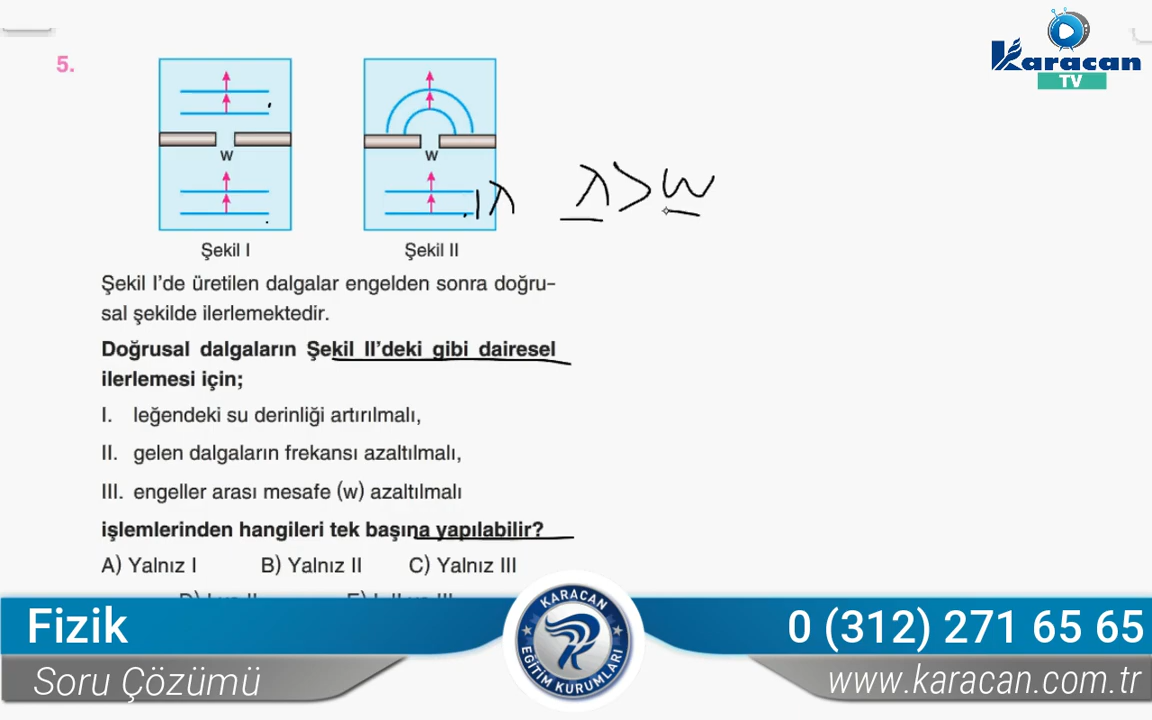 Karacan
TV
5.
W
W
λ
λ > w
Şekil I
Şekil II
Şekil I’de üretilen dalgalar engelden sonra doğru-
sal şekilde ilerlemektedir.
Doğrusal dalgaların Şekil II’deki gibi dairesel
ilerlemesi için;
I. leğendeki su derinliği artırılmalı,
II. gelen dalgaların frekansı azaltılmalı,
III. engeller arası mesafe (w) azaltılmalı
işlemlerinden hangileri tek başına yapılabilir?
A) Yalnız I B) Yalnız II C) Yalnız III
Fizik
Soru Çözümü
KARACAN
EĞİTİM KURUMLARI
0 (312) 271 65 65
www.karacan.com.tr